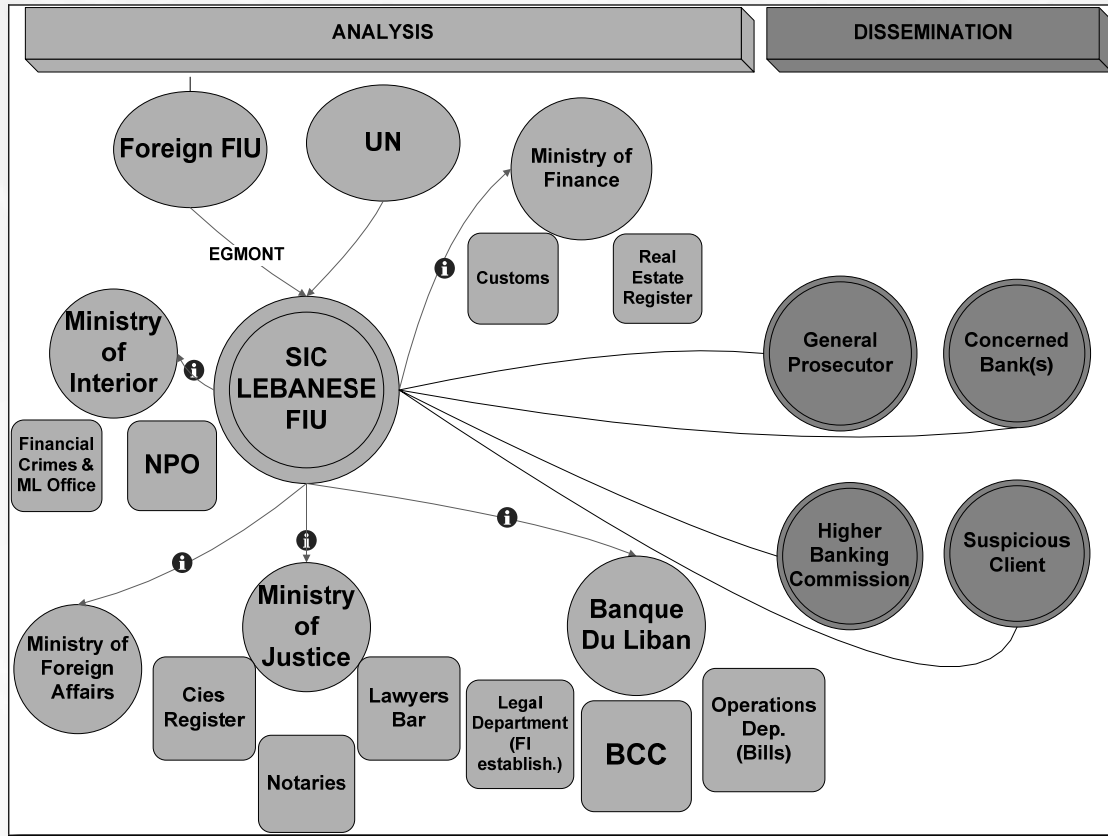 ANALYSIS
DISSEMINATION
Foreign FIU
UN
Ministry of
Finance
EGMONT
Customs
Real
Estate
Register
Ministry
of
Interior
SIC
LEBANESE
FIU
General
Prosecutor
Concerned
Bank(s)
Financial
Crimes &
ML Office
NPO
Higher
Banking
Commission
Suspicious
Client
Ministry of
Foreign
Affairs
Ministry
of
Justice
Banque
Du Liban
Cies
Register
Notaries
Lawyers
Bar
Legal
Department
(FI
establish.)
BCC
Operations
Dep.
(Bills)